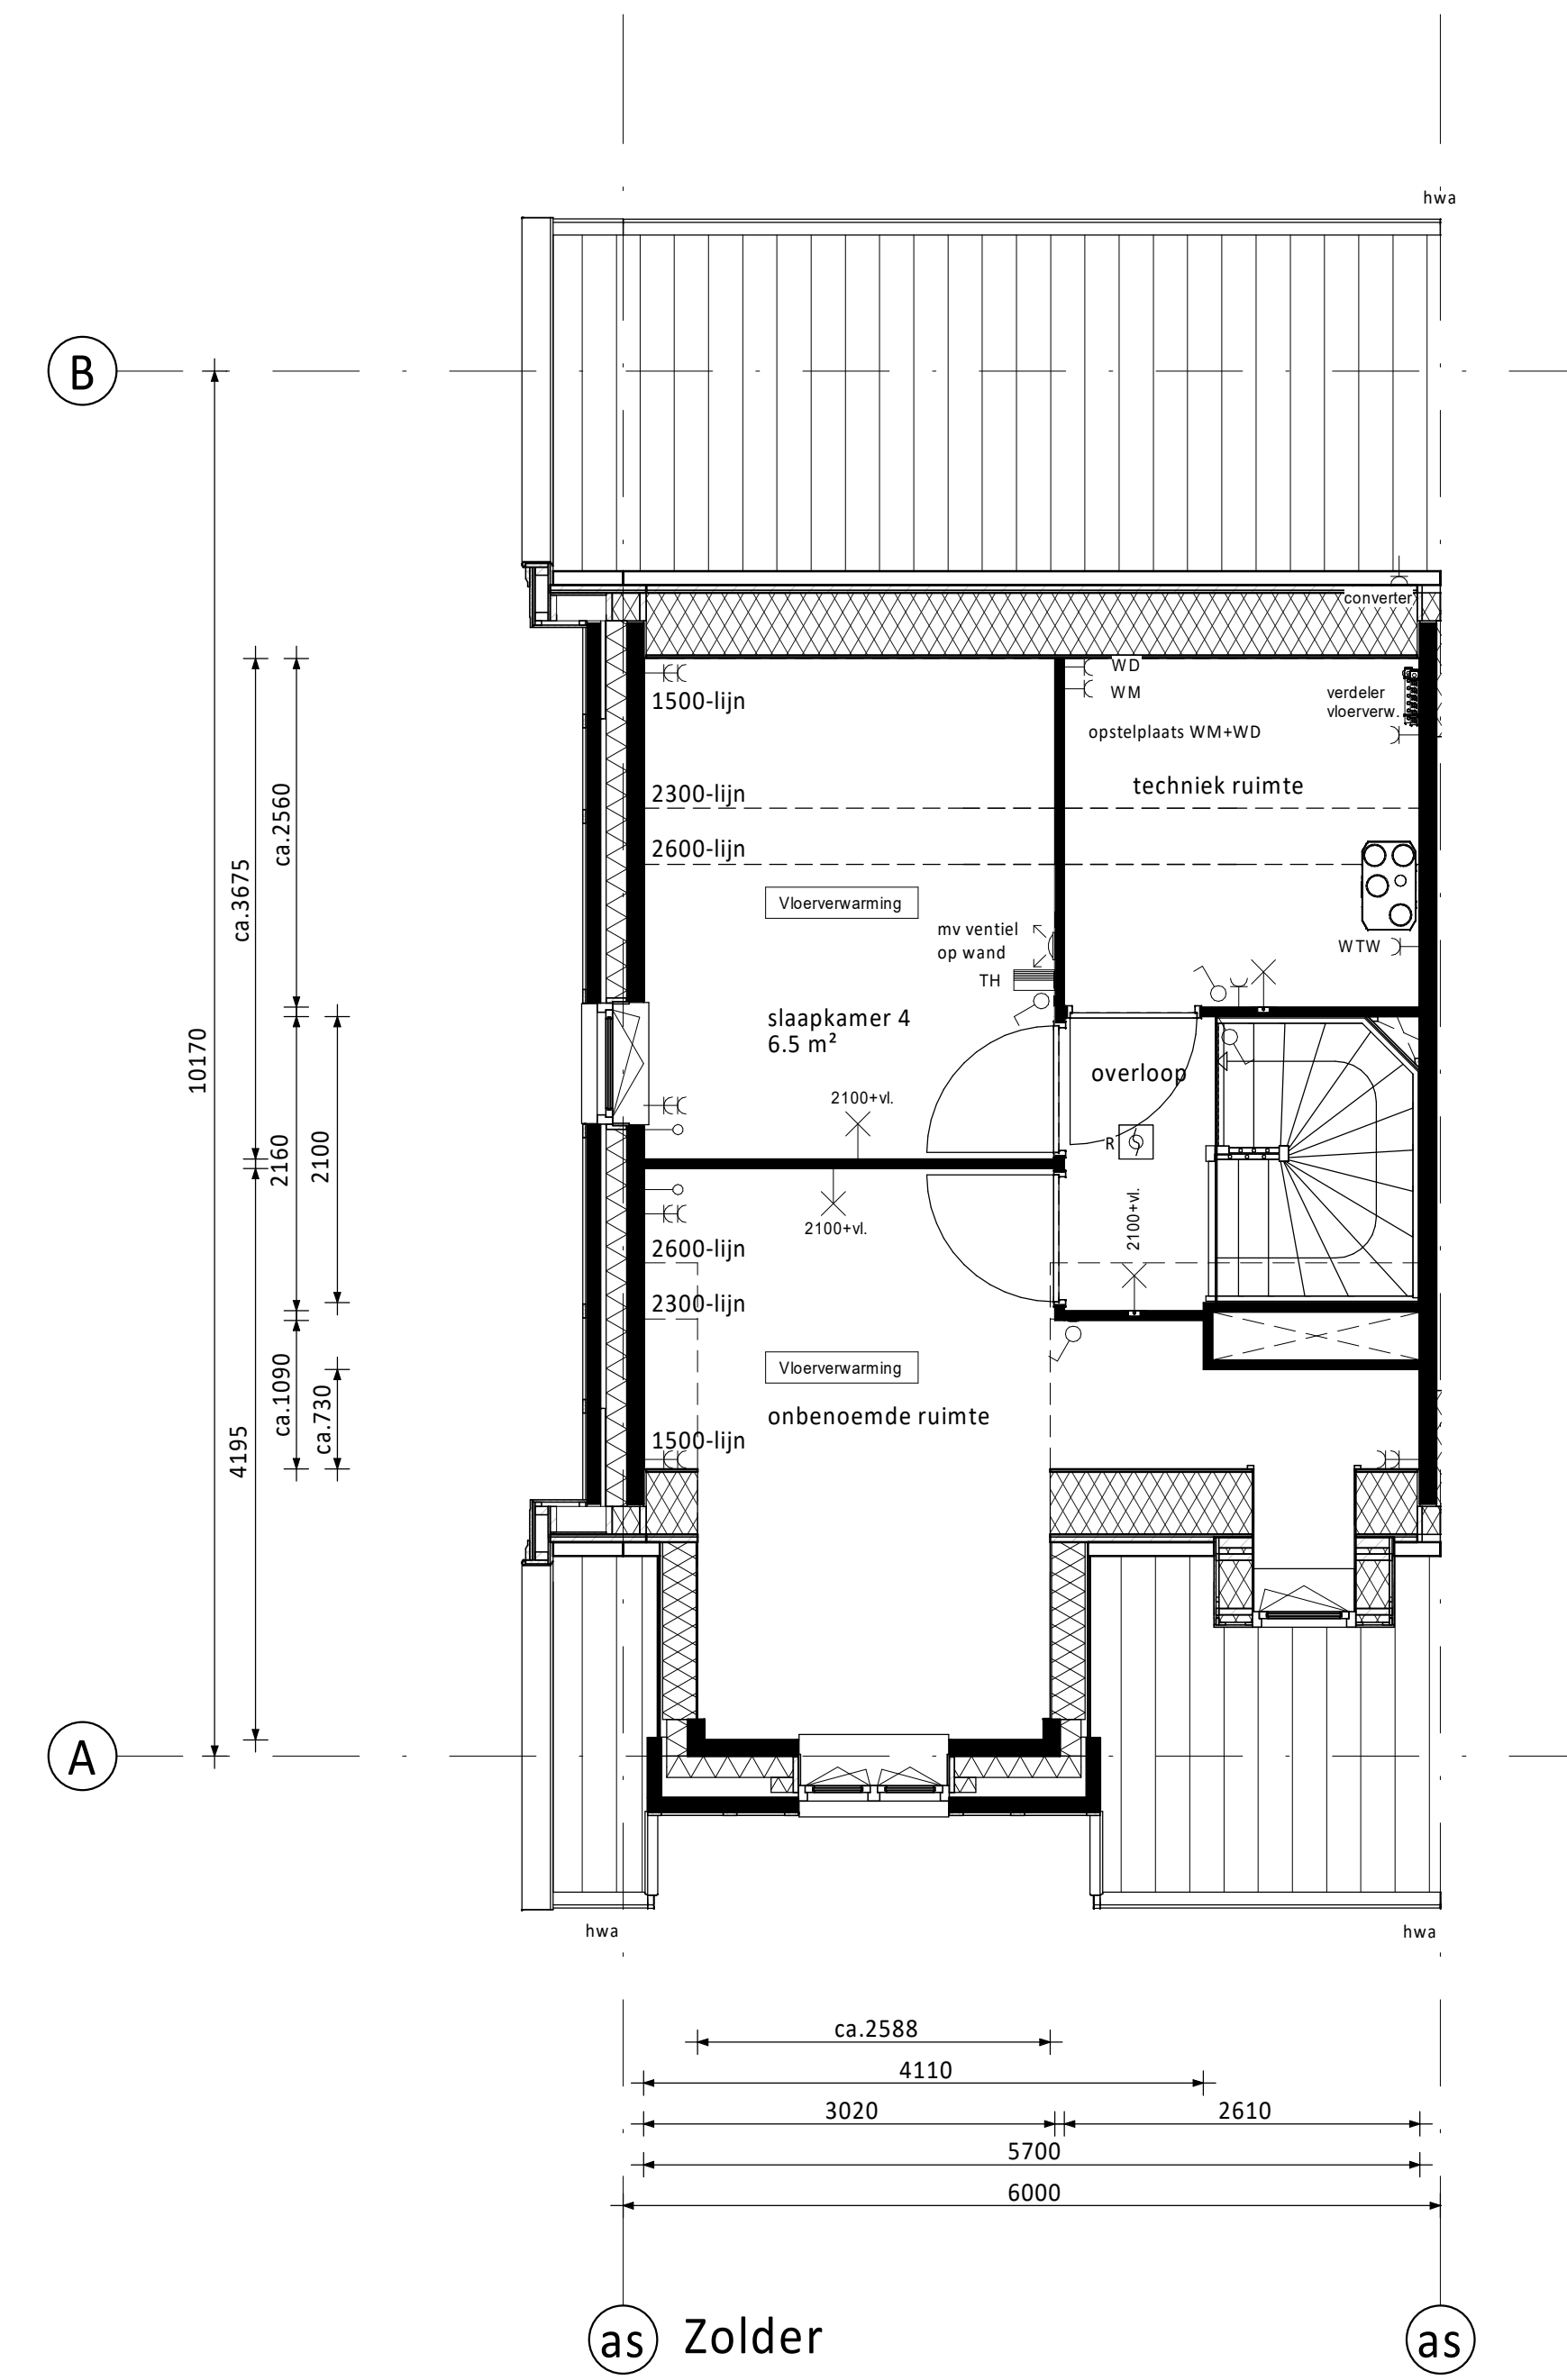 hwa
B
converter
WD
WM
1500-lijn
verdeler
vloerverw.
opstelplaats WM+WD
techniek ruimte
2300-lijn
2600-lijn
ca.2560
ca.3675
Vloerverwarming
mv ventiel
op wand
WTW
TH
slaapkamer 4
6.5 m²
10170
overloop
2100+vl.
2160
2100
R
2100+vl.
2100+vl.
2600-lijn
2300-lijn
Vloerverwarming
ca.1090
ca.730
onbenoemde ruimte
4195
1500-lijn
A
hwa
hwa
ca.2588
4110
3020
2610
5700
6000
as
Zolder
as